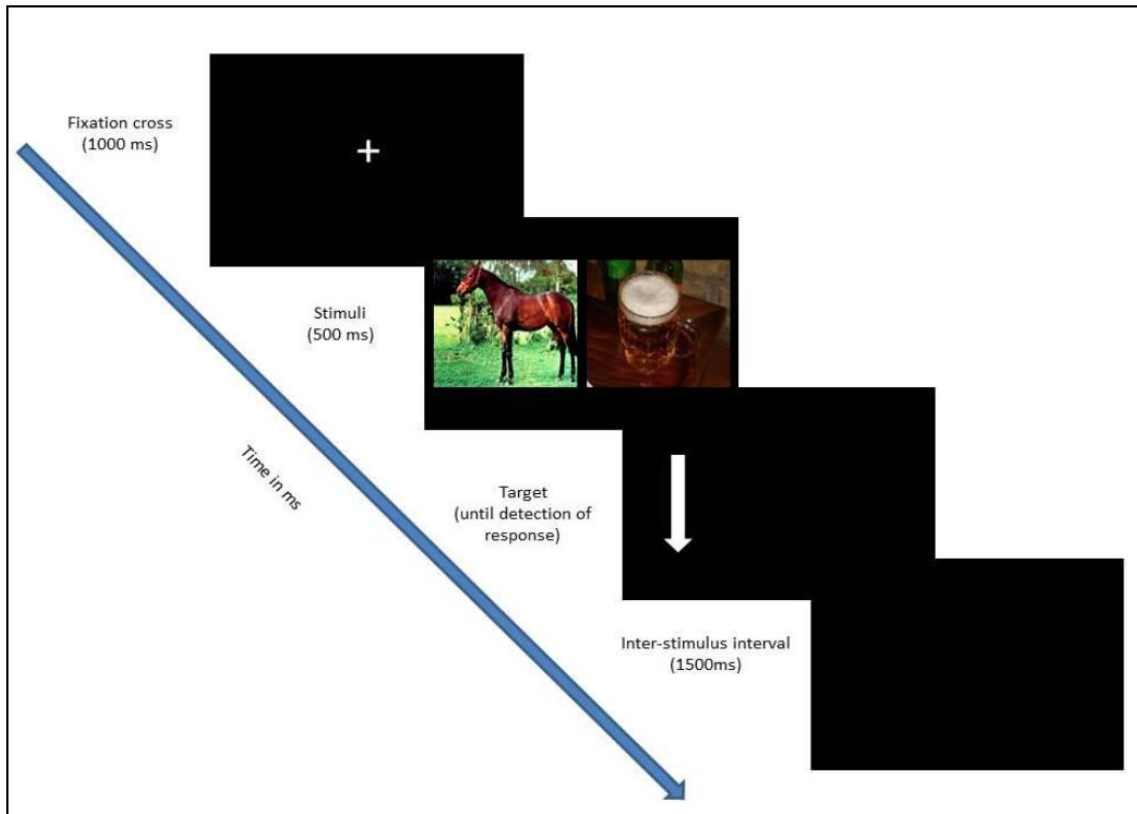 Fixation cross
(1000 ms)
Stimuli
(500 ms)
Time in ms
Target
(until detection of
response)
Inter-stimulus interval
(1500ms)